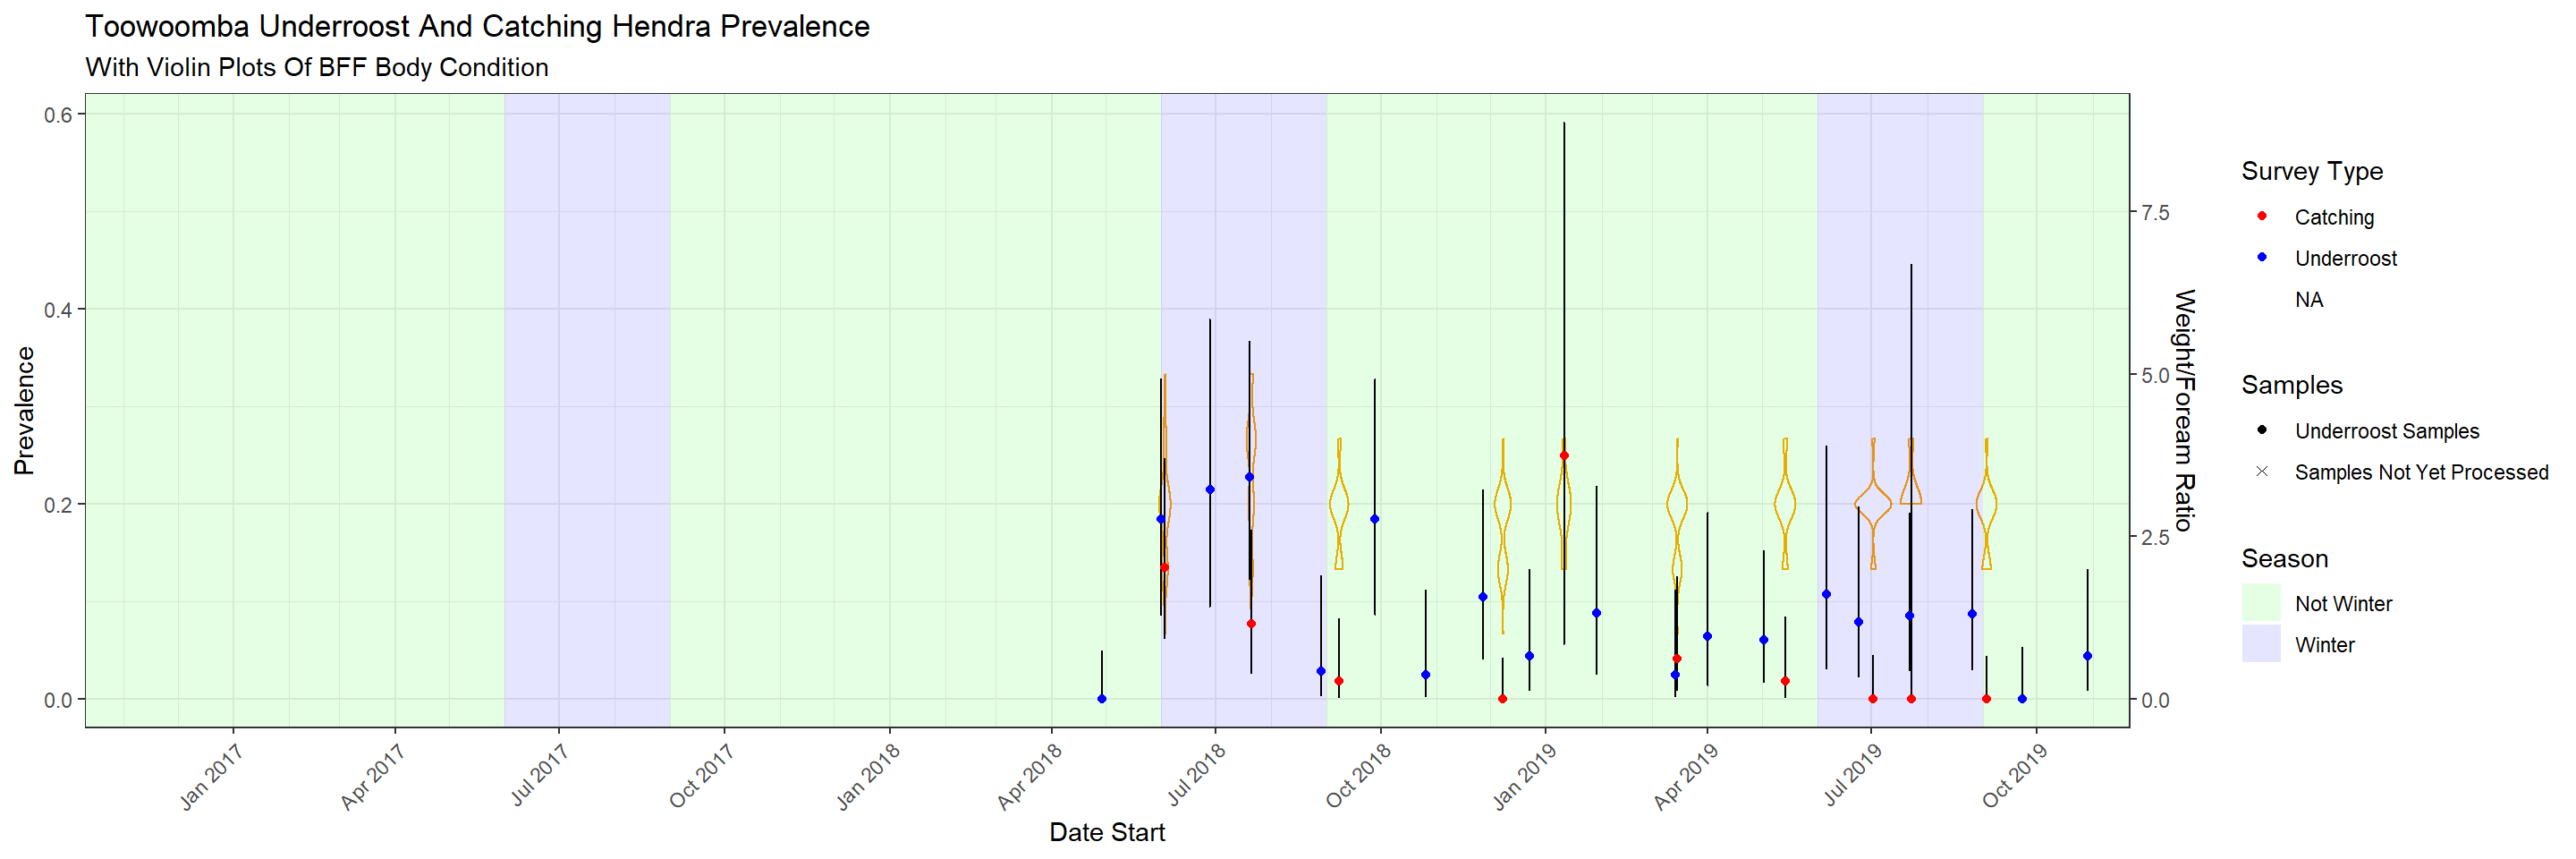 Toowoomba Underroost And Catching Hendra Prevalence
With Violin Plots Of BFF Body Condition
0.6
0.4
0.2
0.0
Prevalence
7.5
5.0
2.5
0.0
Weight/Foream Ratio
Jan 2017
Apr 2017
Jul 2017
Oct 2017
Jan 2018
Apr 2018
Jul 2018
Oct 2018
Jan 2019
Apr 2019
Jul 2019
Oct 2019
Date Start
Survey Type
Catching
Underroost
NA
Samples
Underroost Samples
Samples Not Yet Processed
Season
Not Winter
Winter